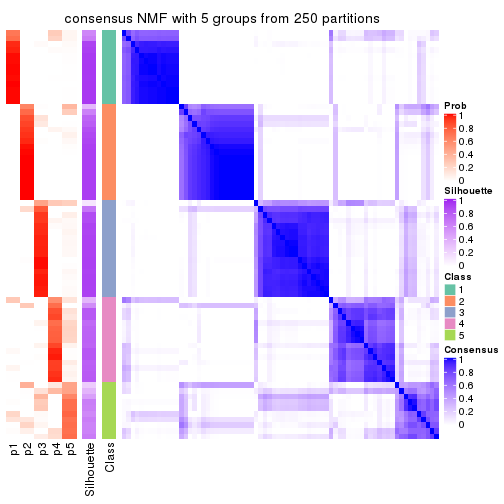 consensus NMF with 5 groups from 250 partitions
Prob
1
0.8
0.6
0.4
0.2
0
Silhouette
1
0.8
0.6
0.4
0.2
0
Class
1
2
3
4
5
Consensus
1
0.8
0.6
0.4
0.2
0
p1
p2
p3
p4
p5
Silhouette
Class